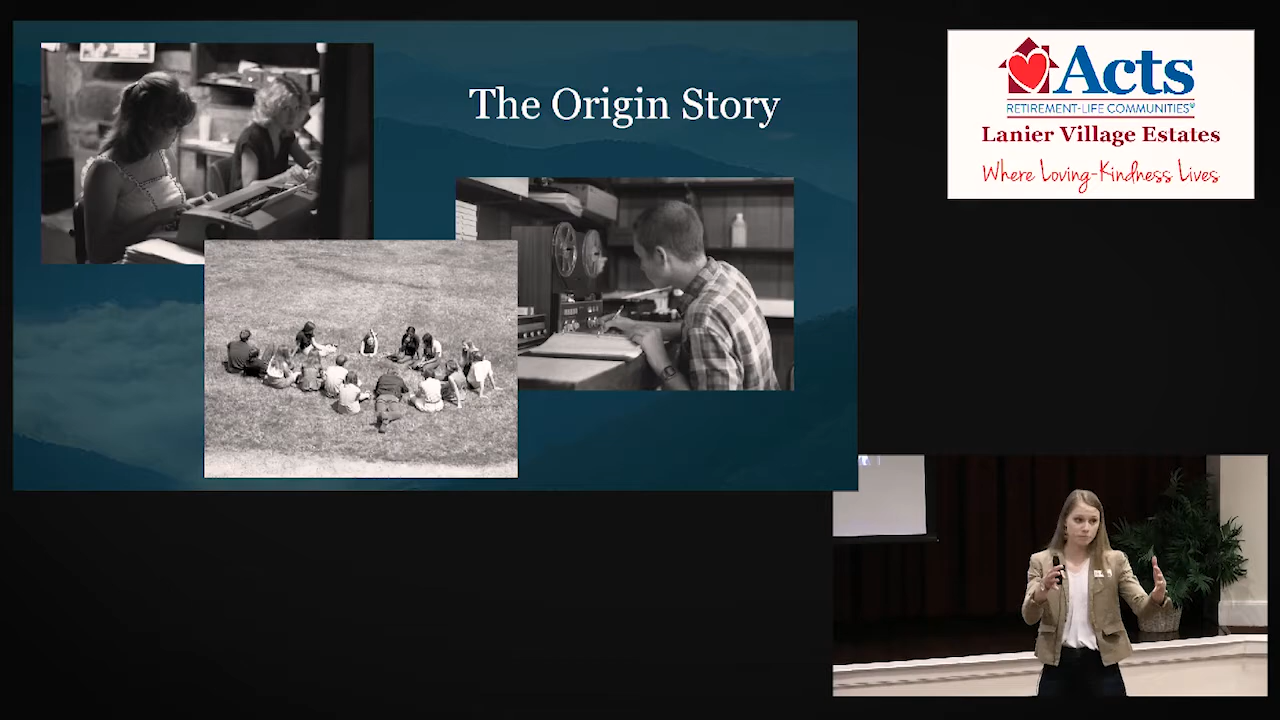 The Origin Story
Acts
RETIREMENT-LIFE COMMUNITIES®
Lanier Village Estates
Where Loving-Kindness Lives